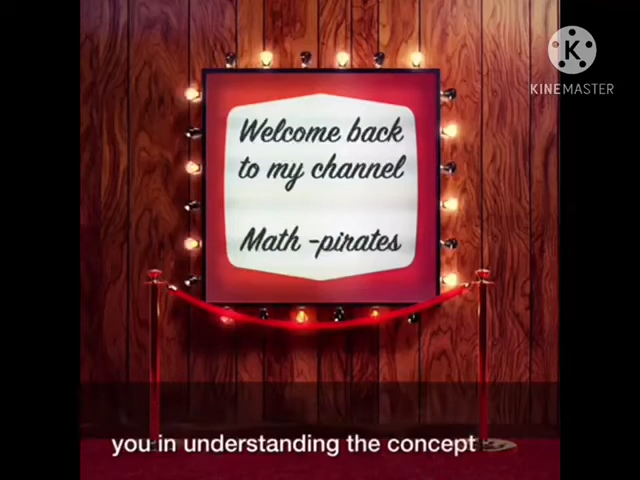 K
KINEMASTER
Welcome back
to my channel
Math -pirates
you in understanding the concept